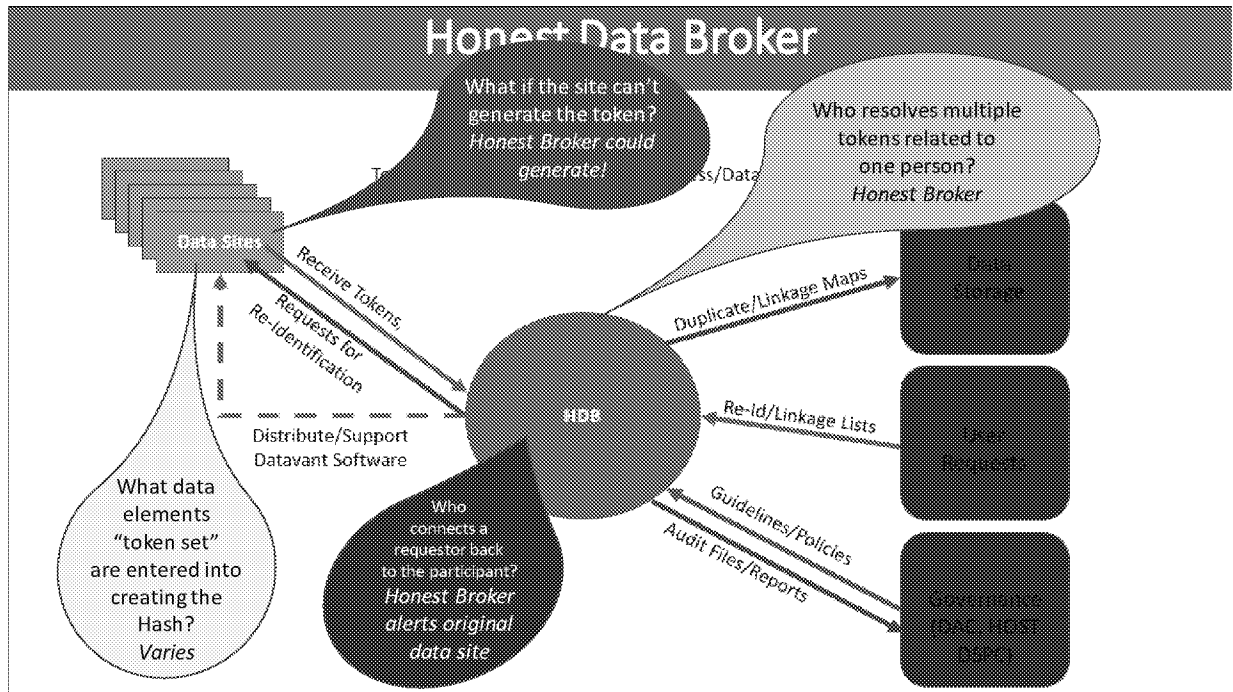 Honest Data Broker
What if the site can't
generate the token?
Honest Broker could
generate!
Who resolves multiple
tokens related to
one person?
Honest Broker
Data Sites
Receive Tokens,
Requests for
Re-Identification
Distribute/Support
Datavant Software
HDB
Duplicate/Linkage Maps
Data
Storage
Re-Id/Linkage Lists
User
Requests
Guidelines/Policies
Audit Files/Reports
Governance
(DAC, HOST
DSPC)
What data
elements
“token set”
are entered into
creating the
Hash?
Varies
Who
connects a
requestor back
to the participant?
Honest Broker
alerts original
data site